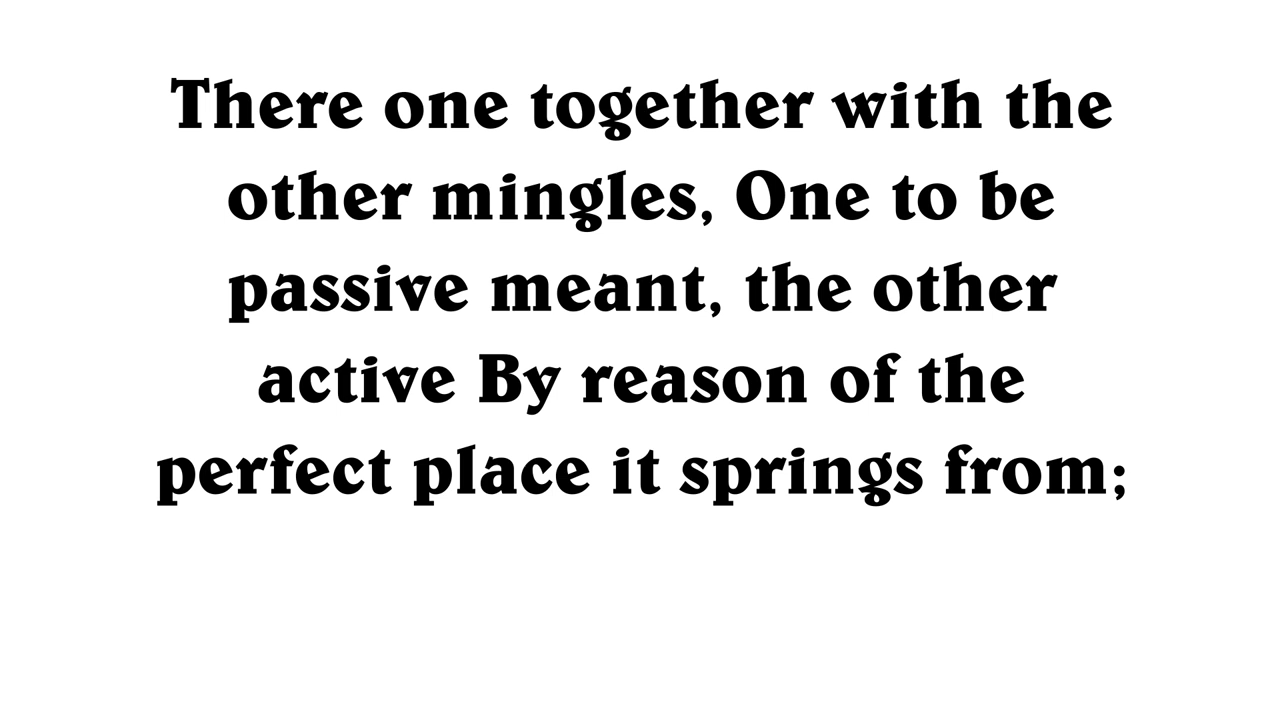 There one together with the
other mingles, One to be
passive meant, the other
active By reason of the
perfect place it springs from;